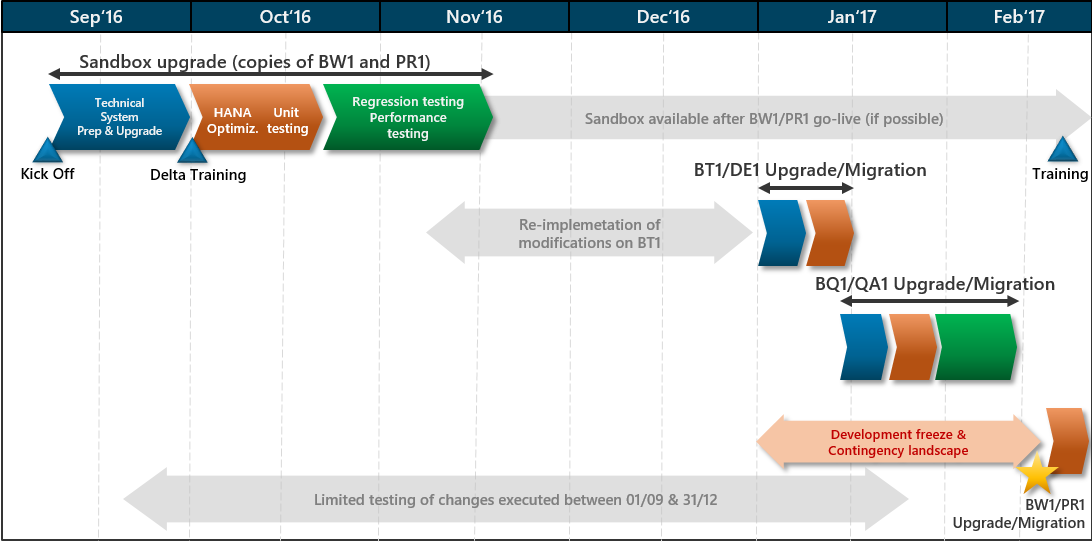 Sep‘16
Oct‘16
Nov‘16
Dec‘16
Jan‘17
Feb‘17
Sandbox upgrade (copies of BW1 and PR1)
Technical
System
Prep & Upgrade
HANA Unit
Optimiz. testing
Regression testing
Performance
testing
Sandbox available after BW1/PR1 go-live (if possible)
Kick Off
Delta Training
Training
BT1/DE1 Upgrade/Migration
Re-implemetation of
modifications on BT1
BQ1/QA1 Upgrade/Migration
Development freeze &
Contingency landscape
Limited testing of changes executed between 01/09 & 31/12
BW1/PR1
Upgrade/Migration